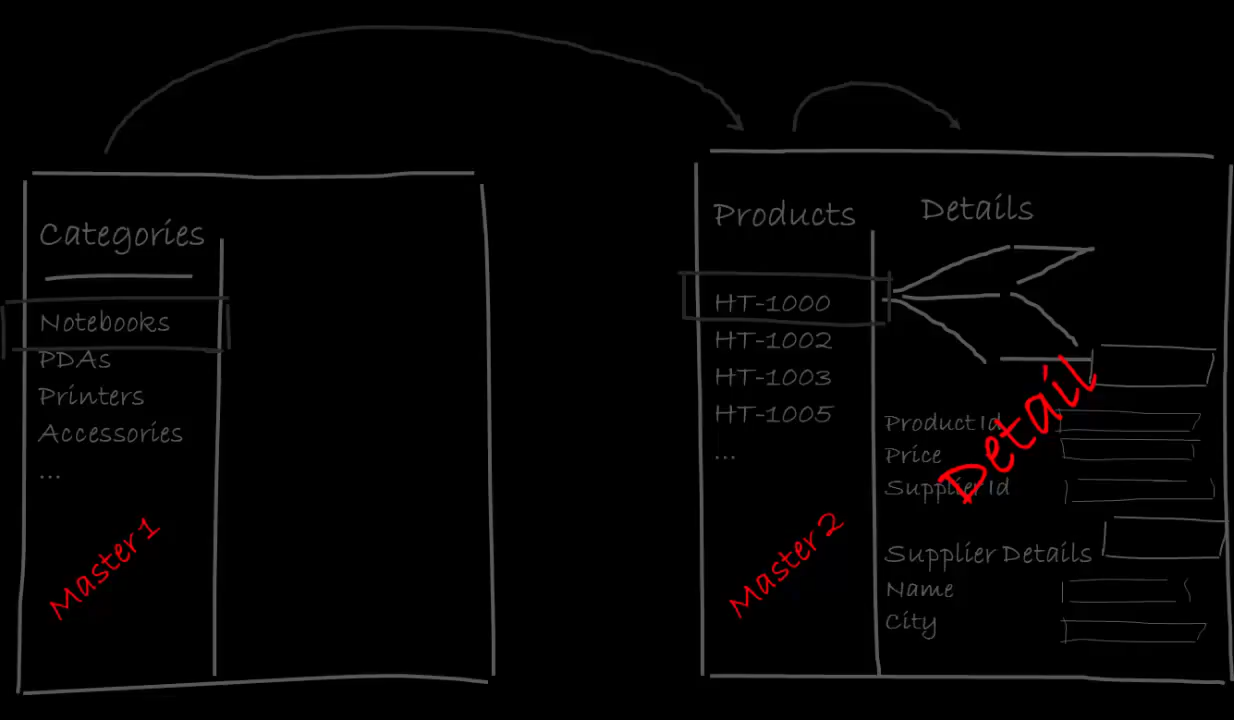 Categories
Notebooks
PDAs
Printers
Accessories
...
Master 1
Products
HT-1000
HT-1002
HT-1003
HT-1005
...
Master 2
Details
Detail
Product Id
Price
Supplier Id
Supplier Details
Name
City